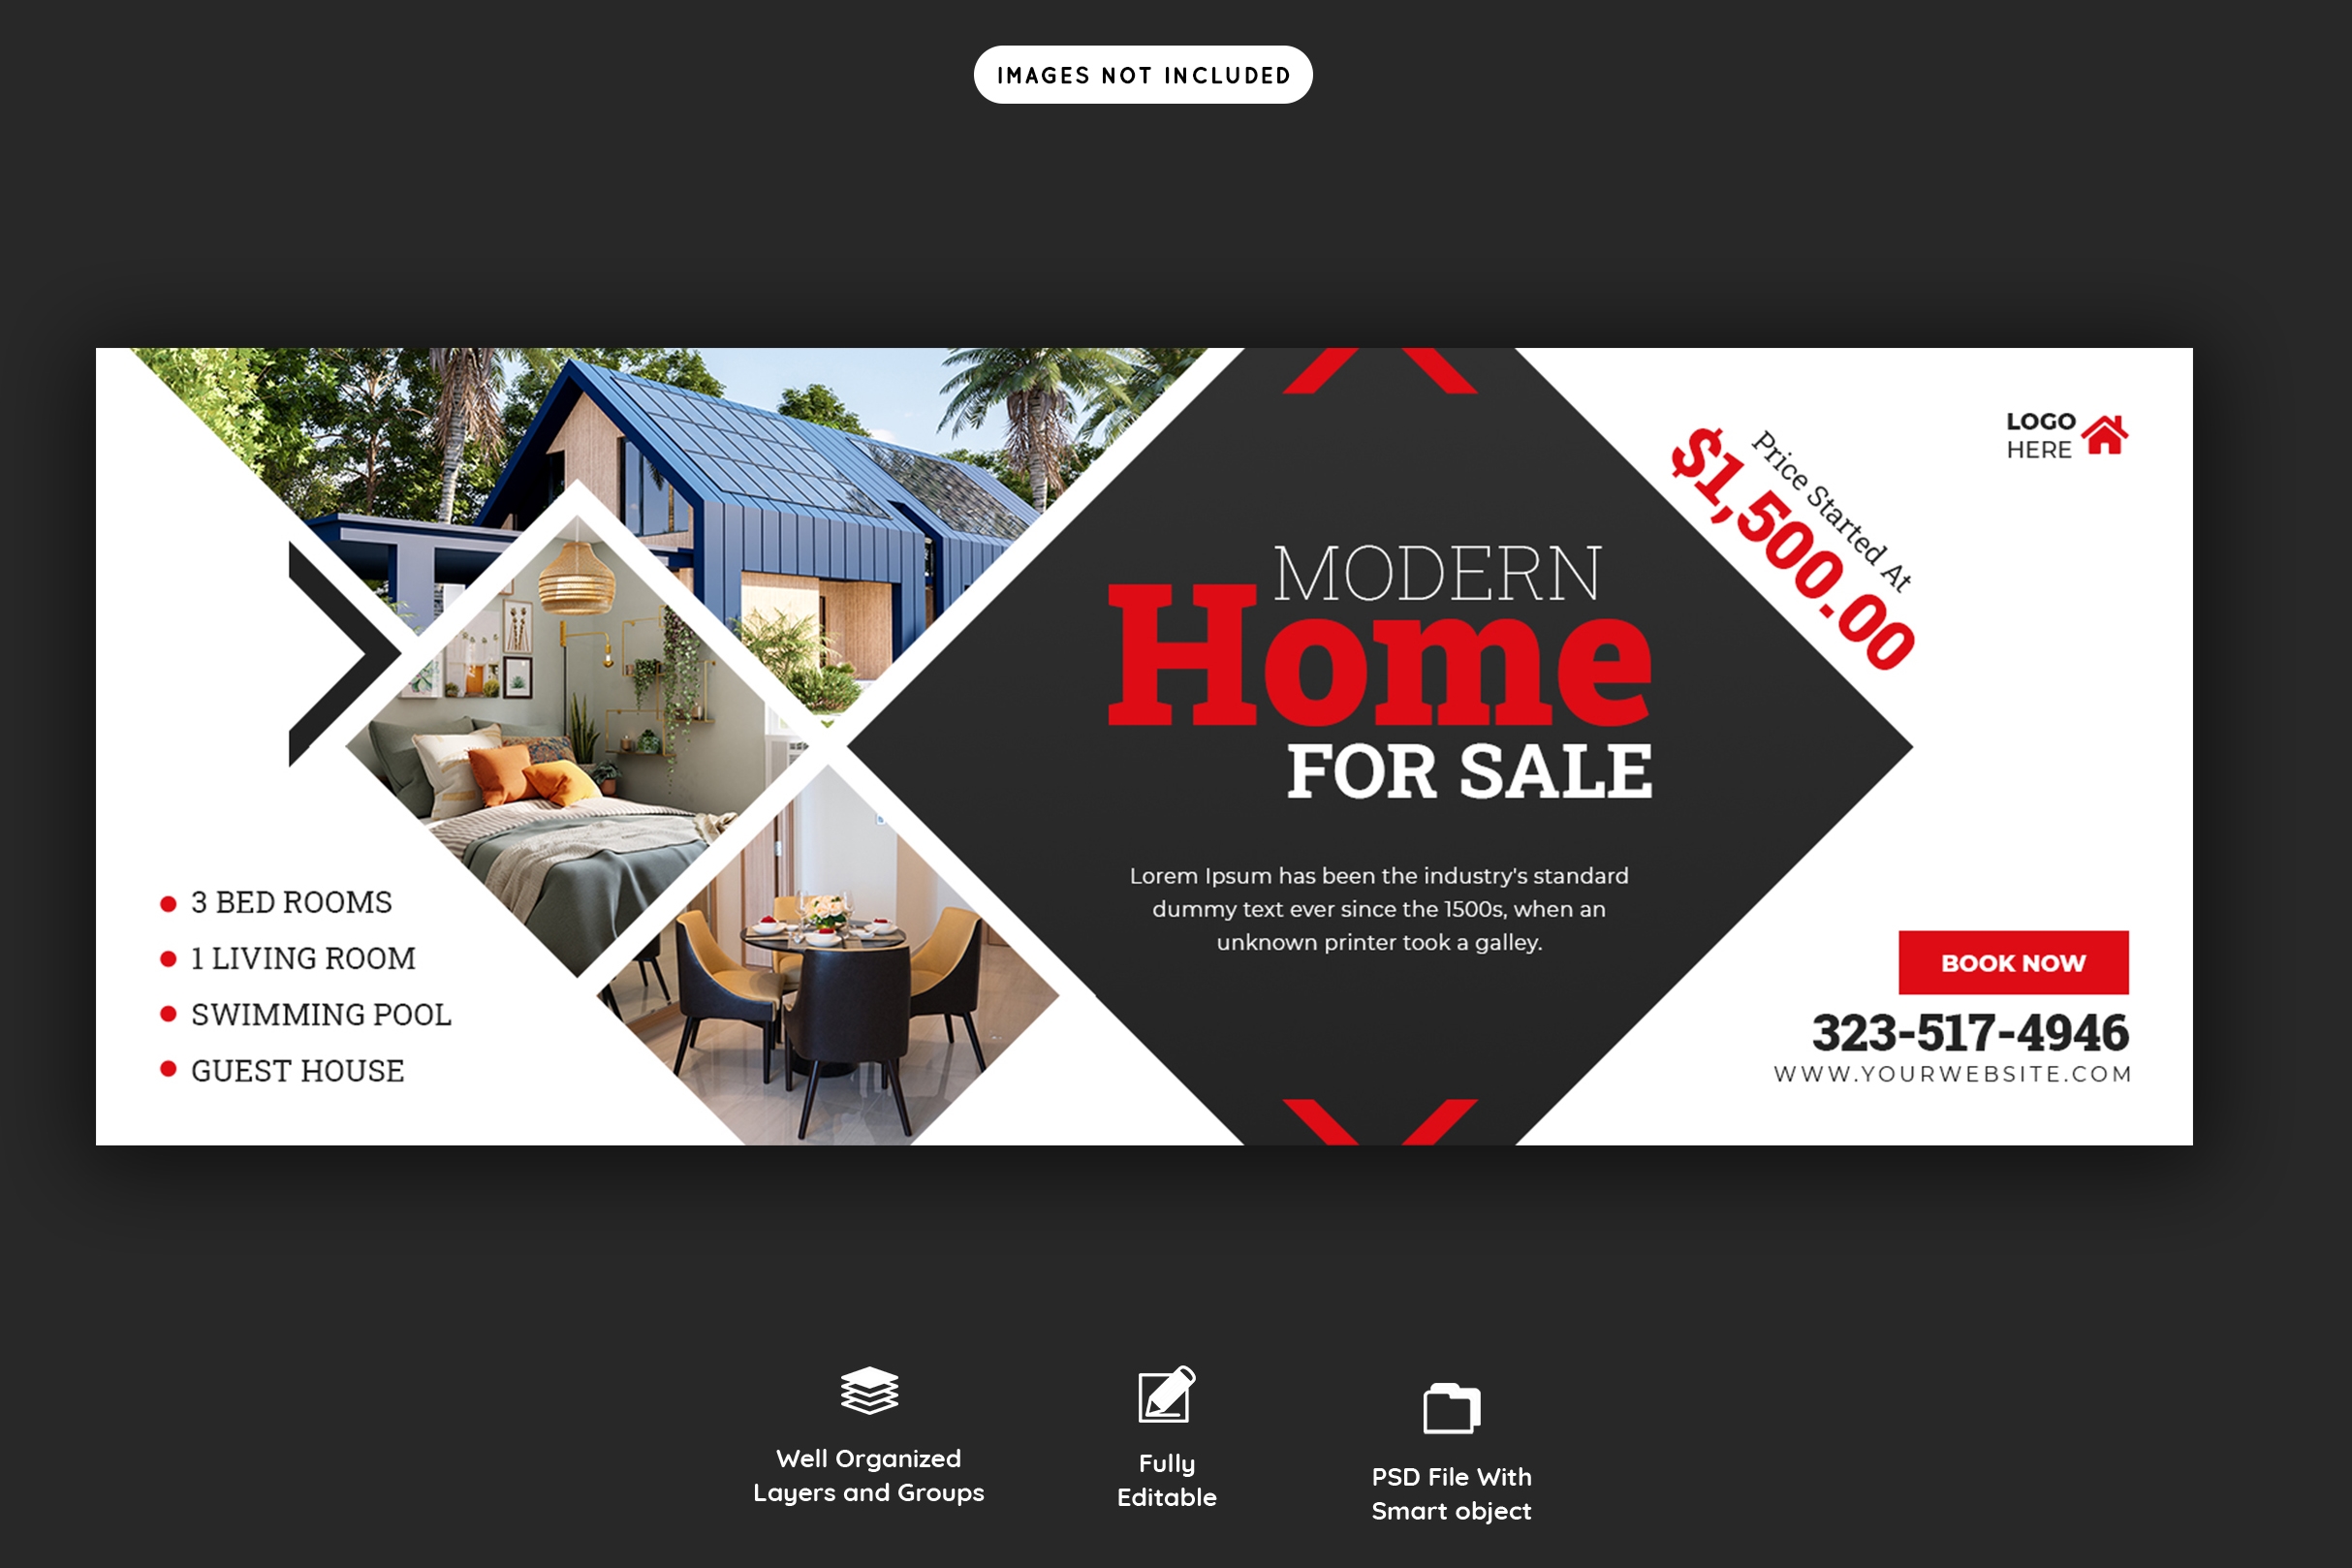 IMAGES NOT INCLUDED
LOGO
HERE
Price Started At
$1,500.00
MODERN
Home
FOR SALE
Lorem Ipsum has been the industry's standard
dummy text ever since the 1500s, when an
unknown printer took a galley.
3 BED ROOMS
1 LIVING ROOM
SWIMMING POOL
GUEST HOUSE
BOOK NOW
323-517-4946
WWW.YOURWEBSITE.COM
Well Organized
Layers and Groups
Fully
Editable
PSD File With
Smart object